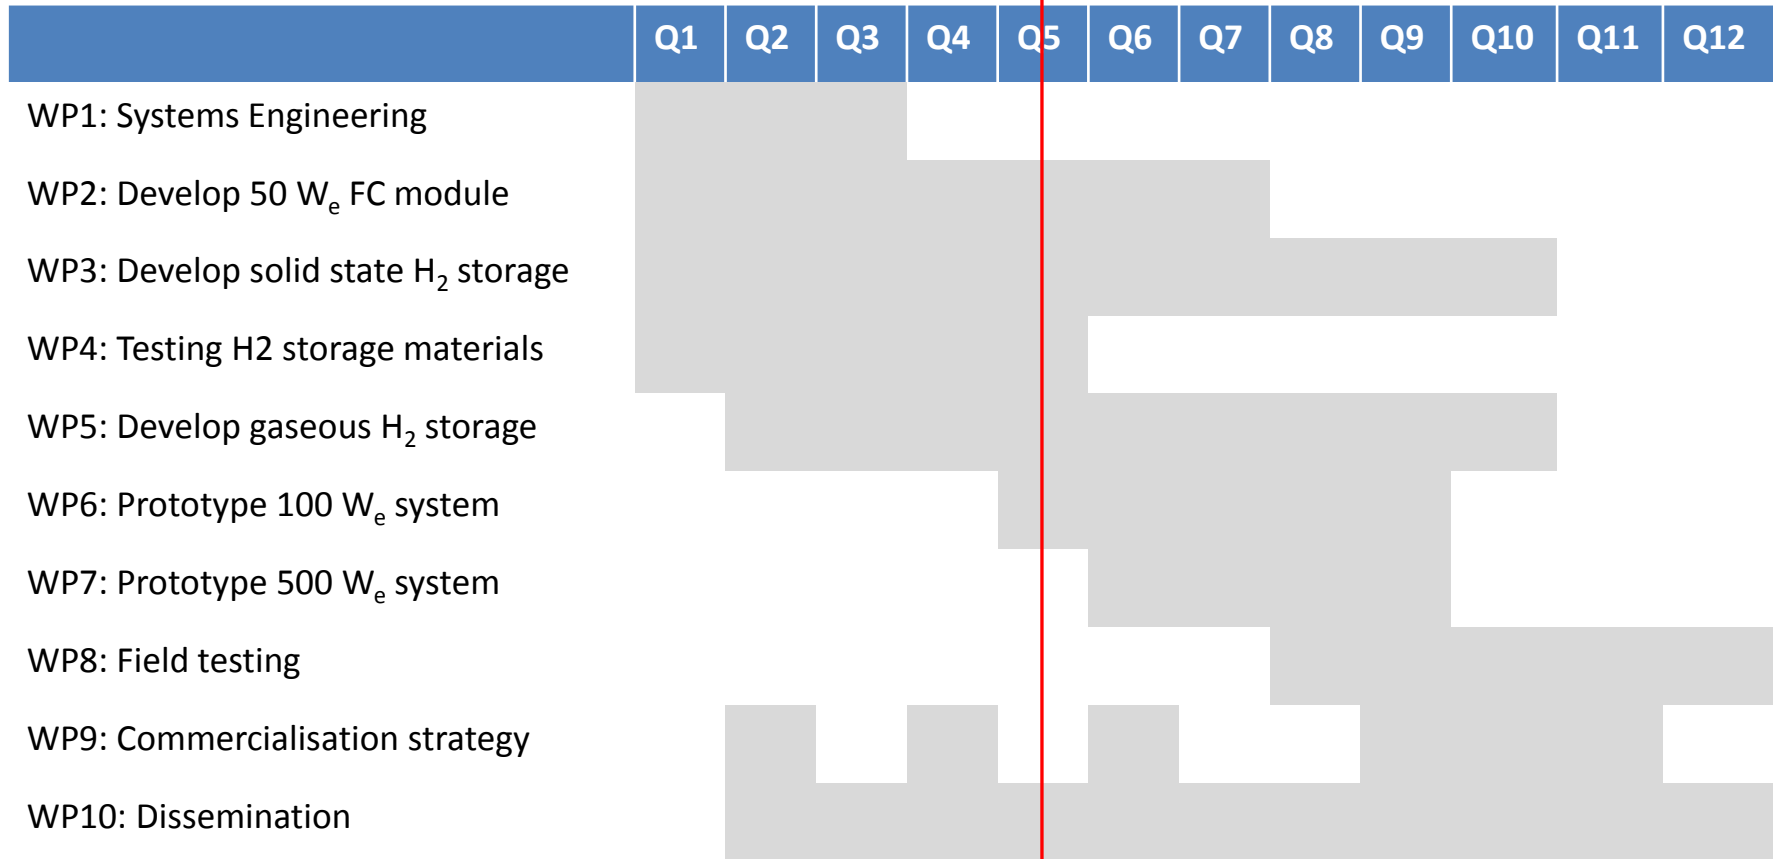 Q1 Q2 Q3 Q4 Q5 Q6 Q7 Q8 Q9 Q10 Q11 Q12
WP1: Systems Engineering
WP2: Develop 50 Wₑ FC module
WP3: Develop solid state H₂ storage
WP4: Testing H2 storage materials
WP5: Develop gaseous H₂ storage
WP6: Prototype 100 Wₑ system
WP7: Prototype 500 Wₑ system
WP8: Field testing
WP9: Commercialisation strategy
WP10: Dissemination